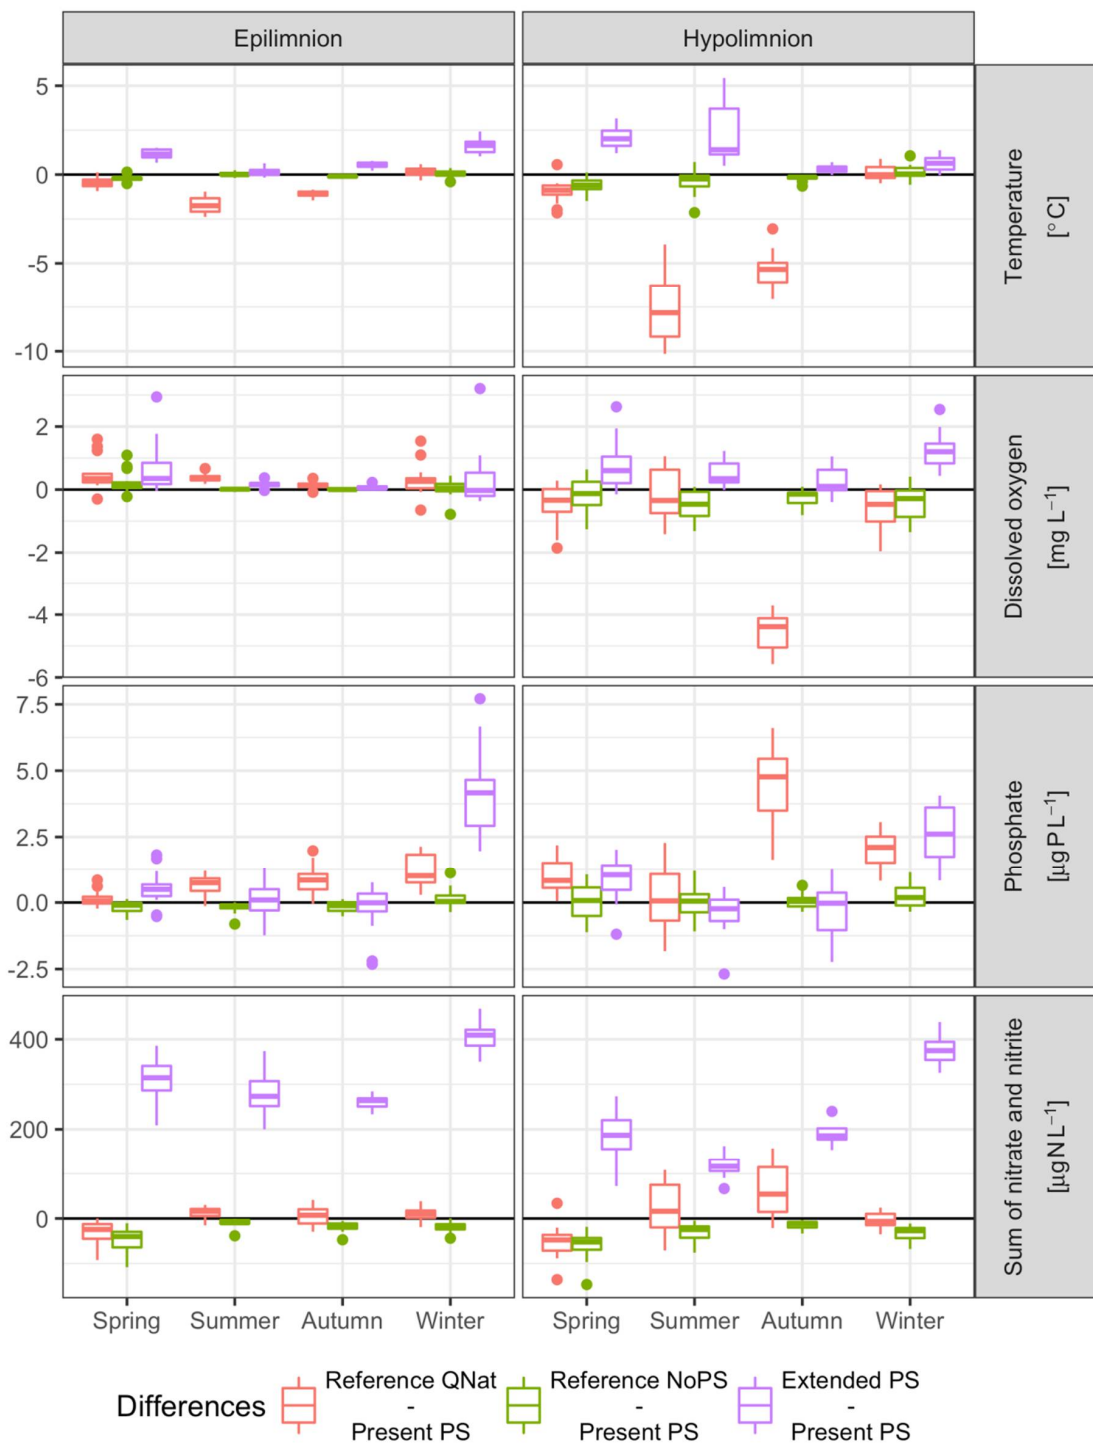 Epilimnion
Hypolimnion
5
0
-5
-10
Temperature
[°C]
2
0
-2
-4
-6
Dissolved oxygen
[mg L⁻¹]
7.5
5.0
2.5
0.0
-2.5
Phosphate
[µgPL⁻¹]
400
200
0
Sum of nitrate and nitrite
[µgNL⁻¹]
Spring Summer Autumn Winter
Spring Summer Autumn Winter
Differences
Reference QNat
-
Present PS
Reference NoPS
-
Present PS
Extended PS
-
Present PS